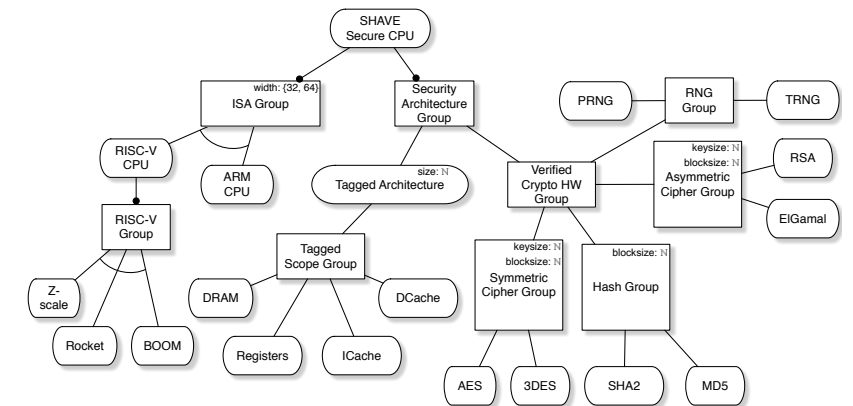 SHAVE
Secure CPU
width: {32, 64}
ISA Group
Security
Architecture
Group
PRNG
RNG
Group
TRNG
RISC-V
CPU
ARM
CPU
size: ℕ
Tagged Architecture
Verified
Crypto HW
Group
keysize: ℕ
blocksize: ℕ
Asymmetric
Cipher Group
RSA
ElGamal
RISC-V
Group
Tagged
Scope Group
keysize: ℕ
blocksize: ℕ
Symmetric
Cipher Group
blocksize: ℕ
Hash Group
Z-
scale
DRAM
DCache
Rocket
BOOM
Registers
ICache
AES
3DES
SHA2
MD5